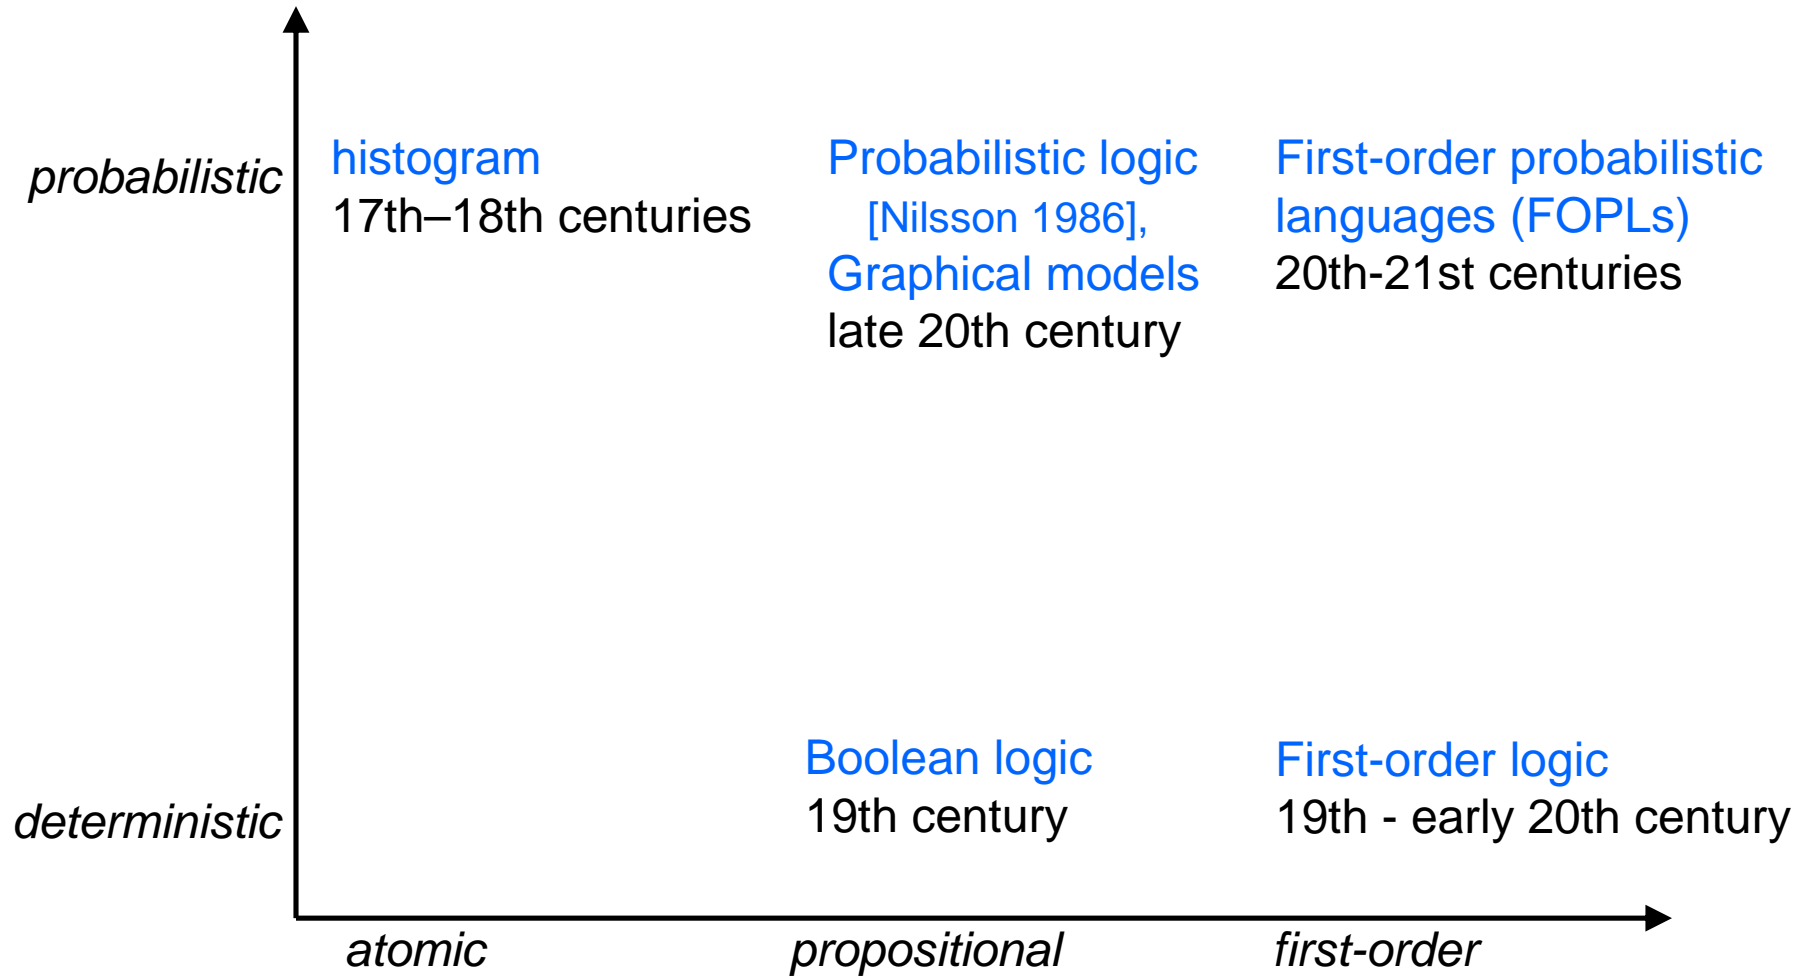 probabilistic
histogram
17th–18th centuries
Probabilistic logic
[Nilsson 1986],
Graphical models
late 20th century
First-order probabilistic
languages (FOPLs)
20th-21st centuries
deterministic
Boolean logic
19th century
First-order logic
19th - early 20th century
atomic
propositional
first-order